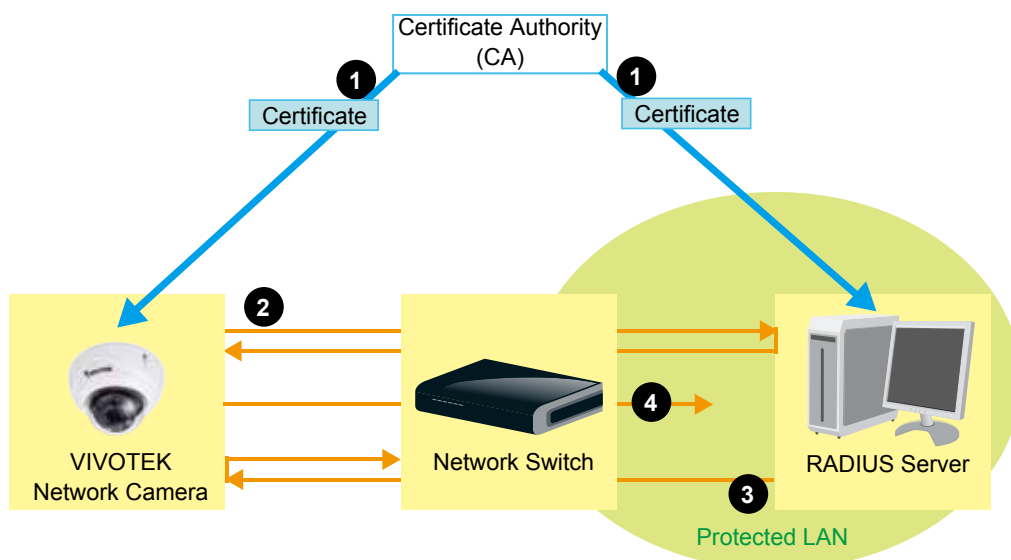 Certificate Authority
(CA)
1
1
Certificate
Certificate
2
4
VIVOTEK
Network Camera
Network Switch
RADIUS Server
3
Protected LAN